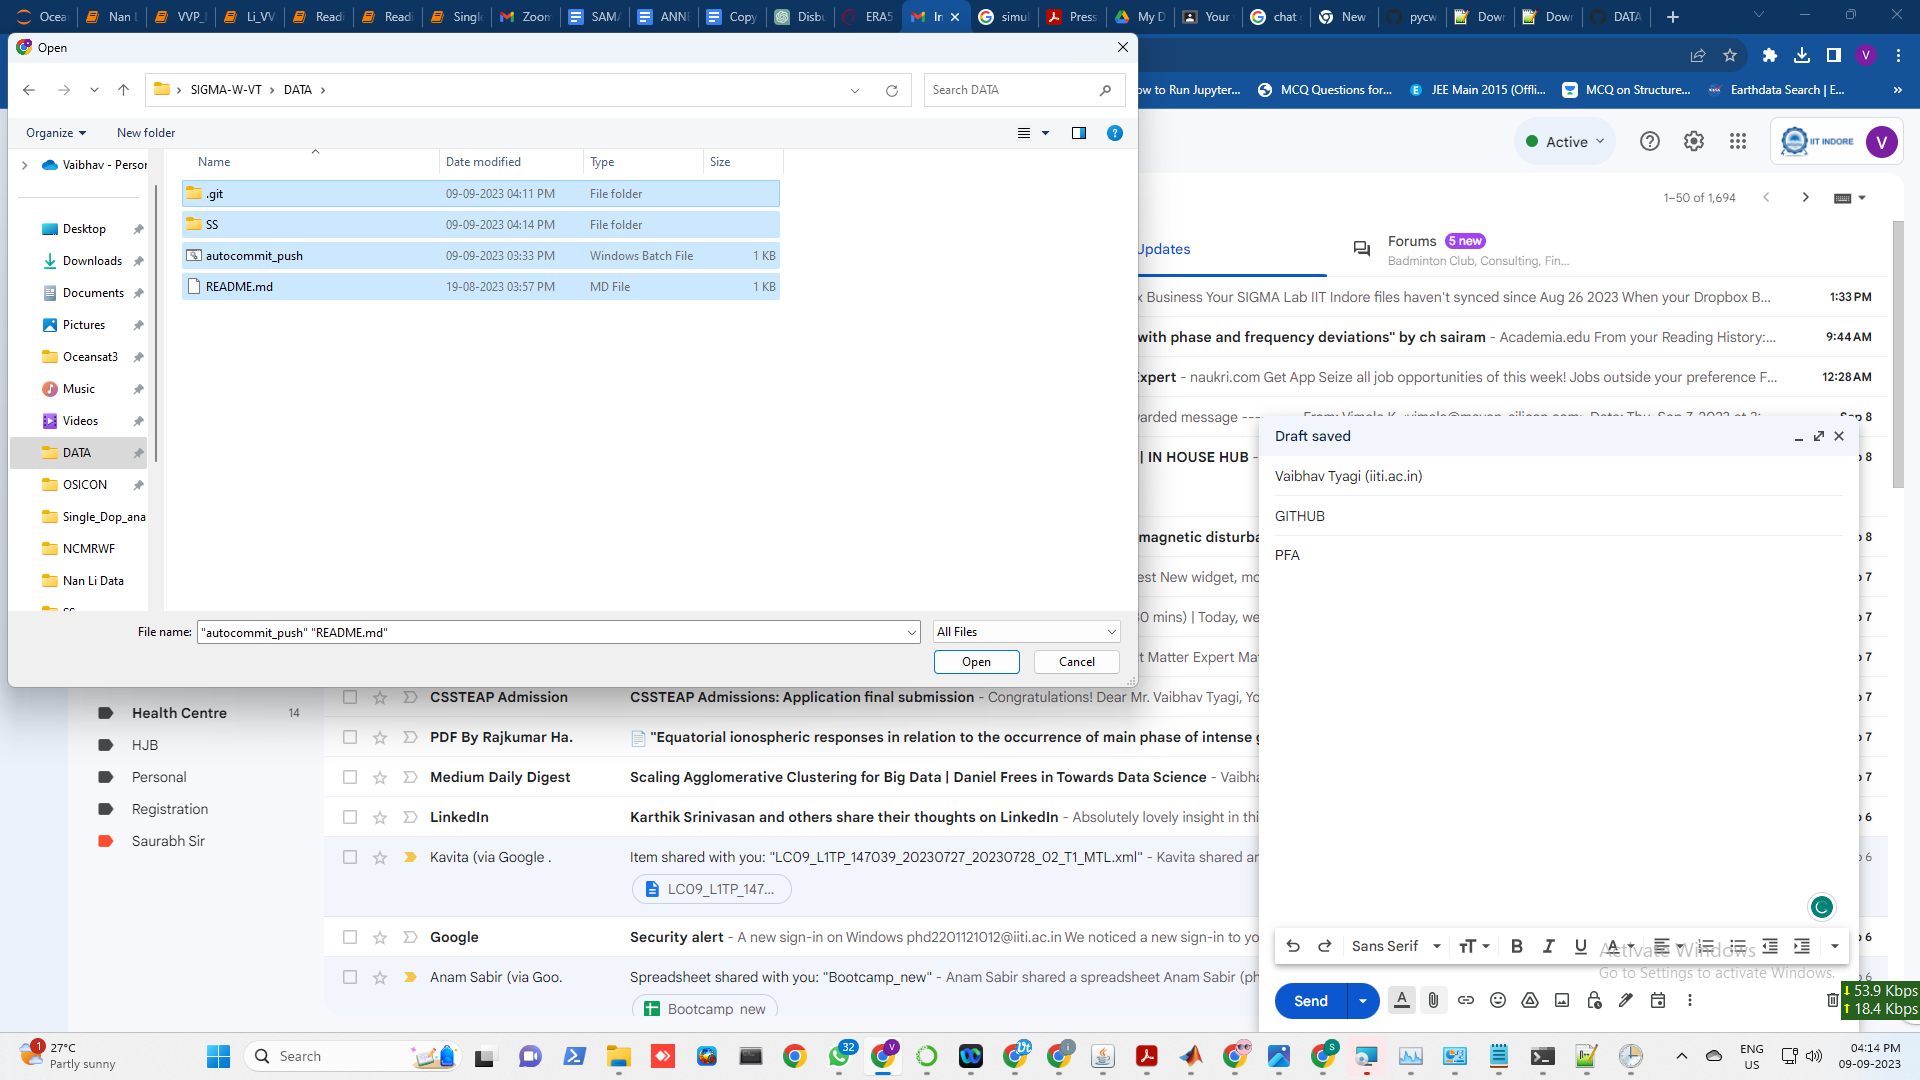 Ocea
Nan L
VVP_I
Li_VV
Readi
Readi
Single
Zoom
SAMA
ANNE
Copy
Disbu
ERA5
In
simul
Press
My D
Your
chat
New
pycw
Down
Down
DATA
Open
SIGMA-W-VT
DATA
Search DATA
ow to Run Jupyter...
MCQ Questions for...
JEE Main 2015 (Offli...
MCQ on Structure...
Earthdata Search | E...
Organize
New folder
Active
IIT INDORE
V
Name
Date modified
Type
Size
Vaibhav - Person
.git 09-09-2023 04:11 PM File folder
SS 09-09-2023 04:14 PM File folder
autocommit_push 09-09-2023 03:33 PM Windows Batch File 1 KB
README.md 19-08-2023 03:57 PM MD File 1 KB
Desktop
Downloads
Documents
Pictures
Oceansat3
Music
Videos
DATA
OSICON
Single_Dop_ana
NCMRWF
Nan Li Data
File name:
"autocommit_push" "README.md"
All Files
Open
Cancel
1–50 of 1,694
Updates
Forums 5 new
Badminton Club, Consulting, Fin...
x Business Your SIGMA Lab IIT Indore files haven't synced since Aug 26 2023 When your Dropbox B... 1:33 PM
with phase and frequency deviations" by ch sairam - Academia.edu From your Reading History:... 9:44 AM
Expert - naukri.com Get App Seize all job opportunities of this week! Jobs outside your preference F... 12:28 AM
Sep 8
| IN HOUSE HUB -
magnetic disturba
est New widget, mo
30 mins) | Today, we
t Matter Expert Ma
Draft saved
Vaibhav Tyagi (iiti.ac.in)
GITHUB
PFA
Health Centre 14
HJB
Personal
Registration
Saurabh Sir
CSSTEAP Admission CSSTEAP Admissions: Application final submission - Congratulations! Dear Mr. Vaibhav Tyagi, Yo
PDF By Rajkumar Ha. "Equatorial ionospheric responses in relation to the occurrence of main phase of intense g
Medium Daily Digest Scaling Agglomerative Clustering for Big Data | Daniel Frees in Towards Data Science - Vaibha
LinkedIn Karthik Srinivasan and others share their thoughts on LinkedIn - Absolutely lovely insight in thi
Kavita (via Google . Item shared with you: "LC09_L1TP_147039_20230727_20230728_02_T1_MTL.xml" - Kavita shared an
LC09_L1TP_147...
Google Security alert - A new sign-in on Windows phd2201121012@iiti.ac.in We noticed a new sign-in to yo
Anam Sabir (via Goo. Spreadsheet shared with you: "Bootcamp_new" - Anam Sabir shared a spreadsheet Anam Sabir (ph
Bootcamp_new
Sans Serif
Activate Windows
Go to Settings to activate Windows.
Send
53.9 Kbps
18.4 Kbps
27°C
Partly sunny
Search
32
ENG
US
04:14 PM
09-09-2023